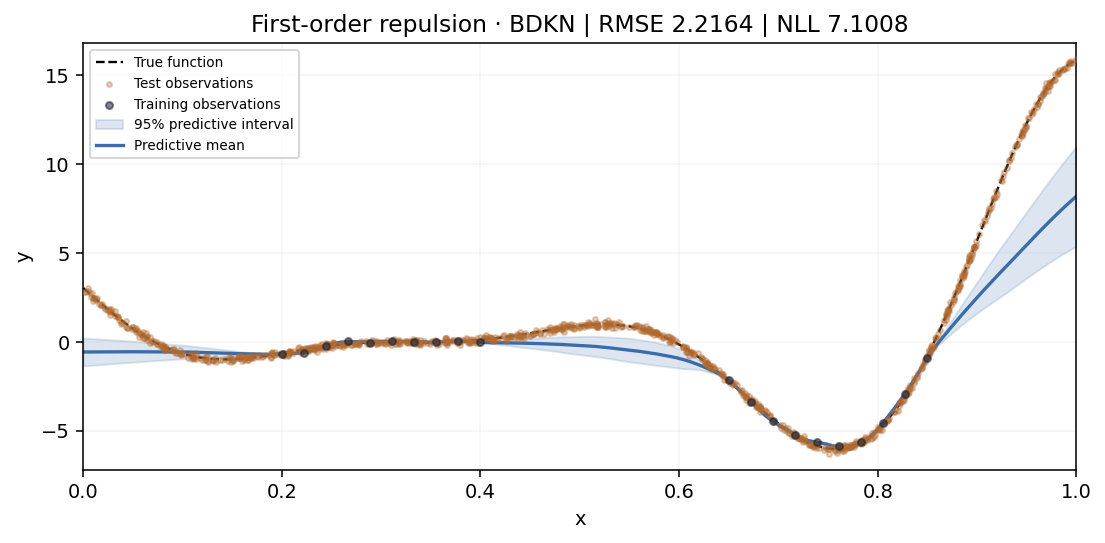 First-order repulsion · BDKN | RMSE 2.2164 | NLL 7.1008
True function
Test observations
Training observations
95% predictive interval
Predictive mean
y
15
10
5
0
−5
0.0 0.2 0.4 0.6 0.8 1.0
x